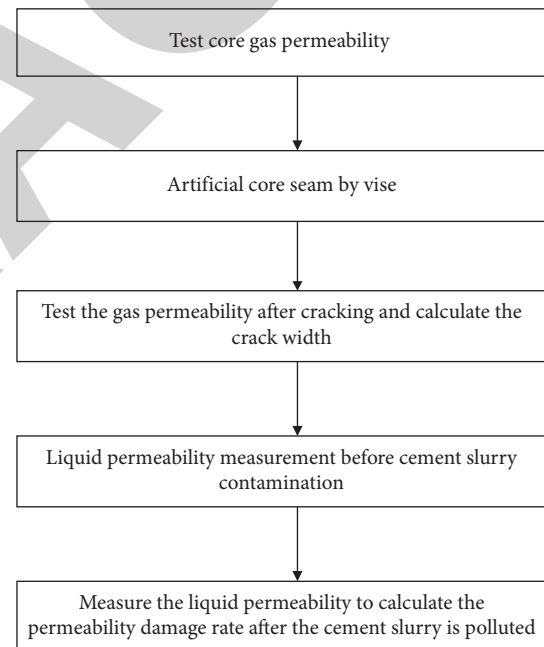 Test core gas permeability
Artificial core seam by vise
Test the gas permeability after cracking and calculate the
crack width
Liquid permeability measurement before cement slurry
contamination
Measure the liquid permeability to calculate the
permeability damage rate after the cement slurry is polluted